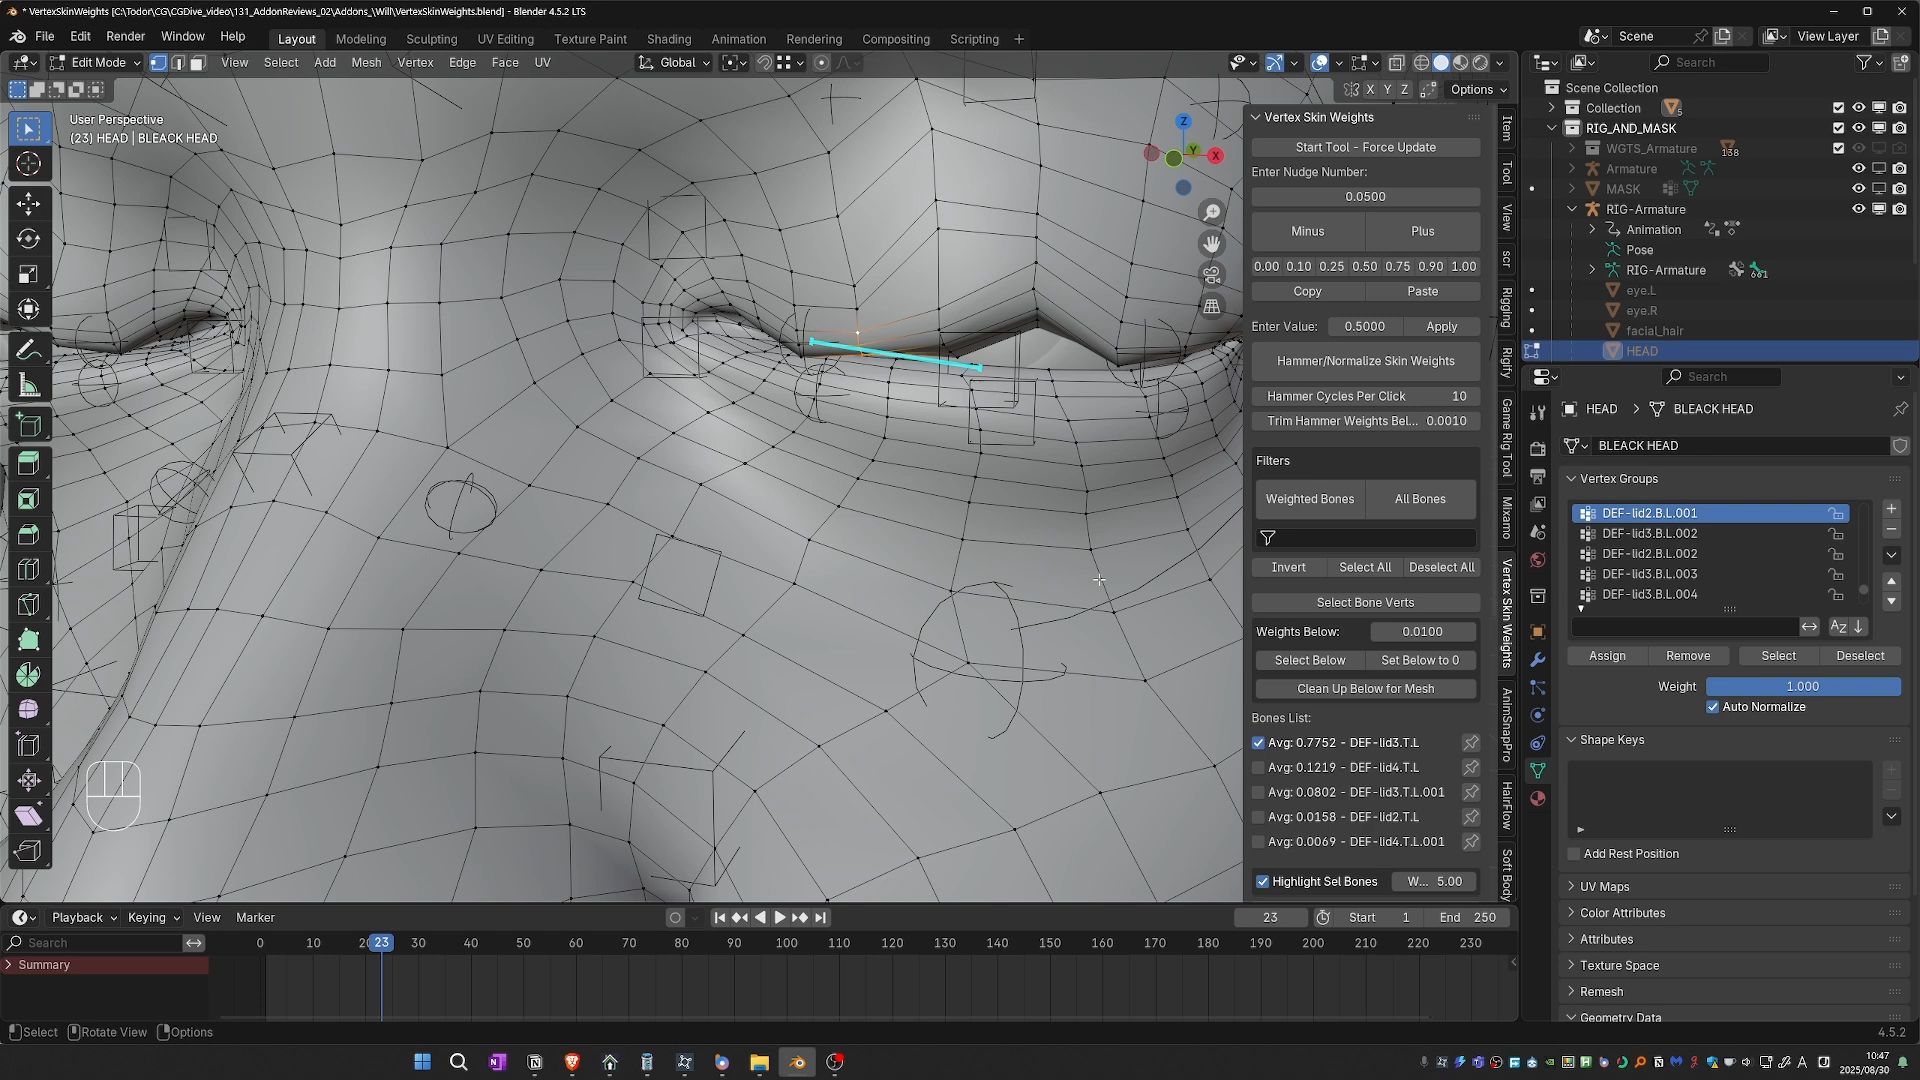 * VertexSkinWeights [C:\Todor\CG\CGDive_video\131_AddonReviews_02\Addons_\Will\VertexSkinWeights.blend] - Blender 4.5.2 LTS
File Edit Render Window Help Layout Modeling Sculpting UV Editing Texture Paint Shading Animation Rendering Compositing Scripting + Scene View Layer
Edit Mode View Select Add Mesh Vertex Edge Face UV Global Search
X Y Z Options
User Perspective
(23) HEAD | BLEACK HEAD
Z
Y
X
Vertex Skin Weights
Start Tool - Force Update
Enter Nudge Number:
0.0500
Minus Plus
0.00 0.10 0.25 0.50 0.75 0.90 1.00
Copy Paste
Enter Value: 0.5000 Apply
Hammer/Normalize Skin Weights
Hammer Cycles Per Click 10
Trim Hammer Weights Bel... 0.0010
Filters
Weighted Bones All Bones
Invert Select All Deselect All
Select Bone Verts
Weights Below: 0.0100
Select Below Set Below to 0
Clean Up Below for Mesh
Bones List:
Avg: 0.7752 - DEF-lid3.T.L
Avg: 0.1219 - DEF-lid4.T.L
Avg: 0.0802 - DEF-lid3.T.L.001
Avg: 0.0158 - DEF-lid2.T.L
Avg: 0.0069 - DEF-lid4.T.L.001
Highlight Sel Bones W... 5.00
Item
Tool
View
scr
Rigging
Rigify
Game Rig Tool
Mixamo
Vertex Skin Weights
AnimSnapPro
HairFlow
Soft Body
Scene Collection
Collection 5
RIG_AND_MASK
WGTS_Armature 138
Armature
MASK
RIG-Armature
Animation
Pose
RIG-Armature 661
eye.L
eye.R
facial_hair
HEAD
Search
HEAD > BLEACK HEAD
BLEACK HEAD
Vertex Groups
DEF-lid2.B.L.001
DEF-lid3.B.L.002
DEF-lid2.B.L.002
DEF-lid3.B.L.003
DEF-lid3.B.L.004
AZ
Assign Remove Select Deselect
Weight 1.000
Auto Normalize
Shape Keys
Add Rest Position
UV Maps
Color Attributes
Attributes
Texture Space
Remesh
Geometry Data
Playback Keying View Marker 23 Start 1 End 250
Search 0 10 20 23 30 40 50 60 70 80 90 100 110 120 130 140 150 160 170 180 190 200 210 220 230
Summary
Select Rotate View Options 4.5.2
10:47
2025/08/30